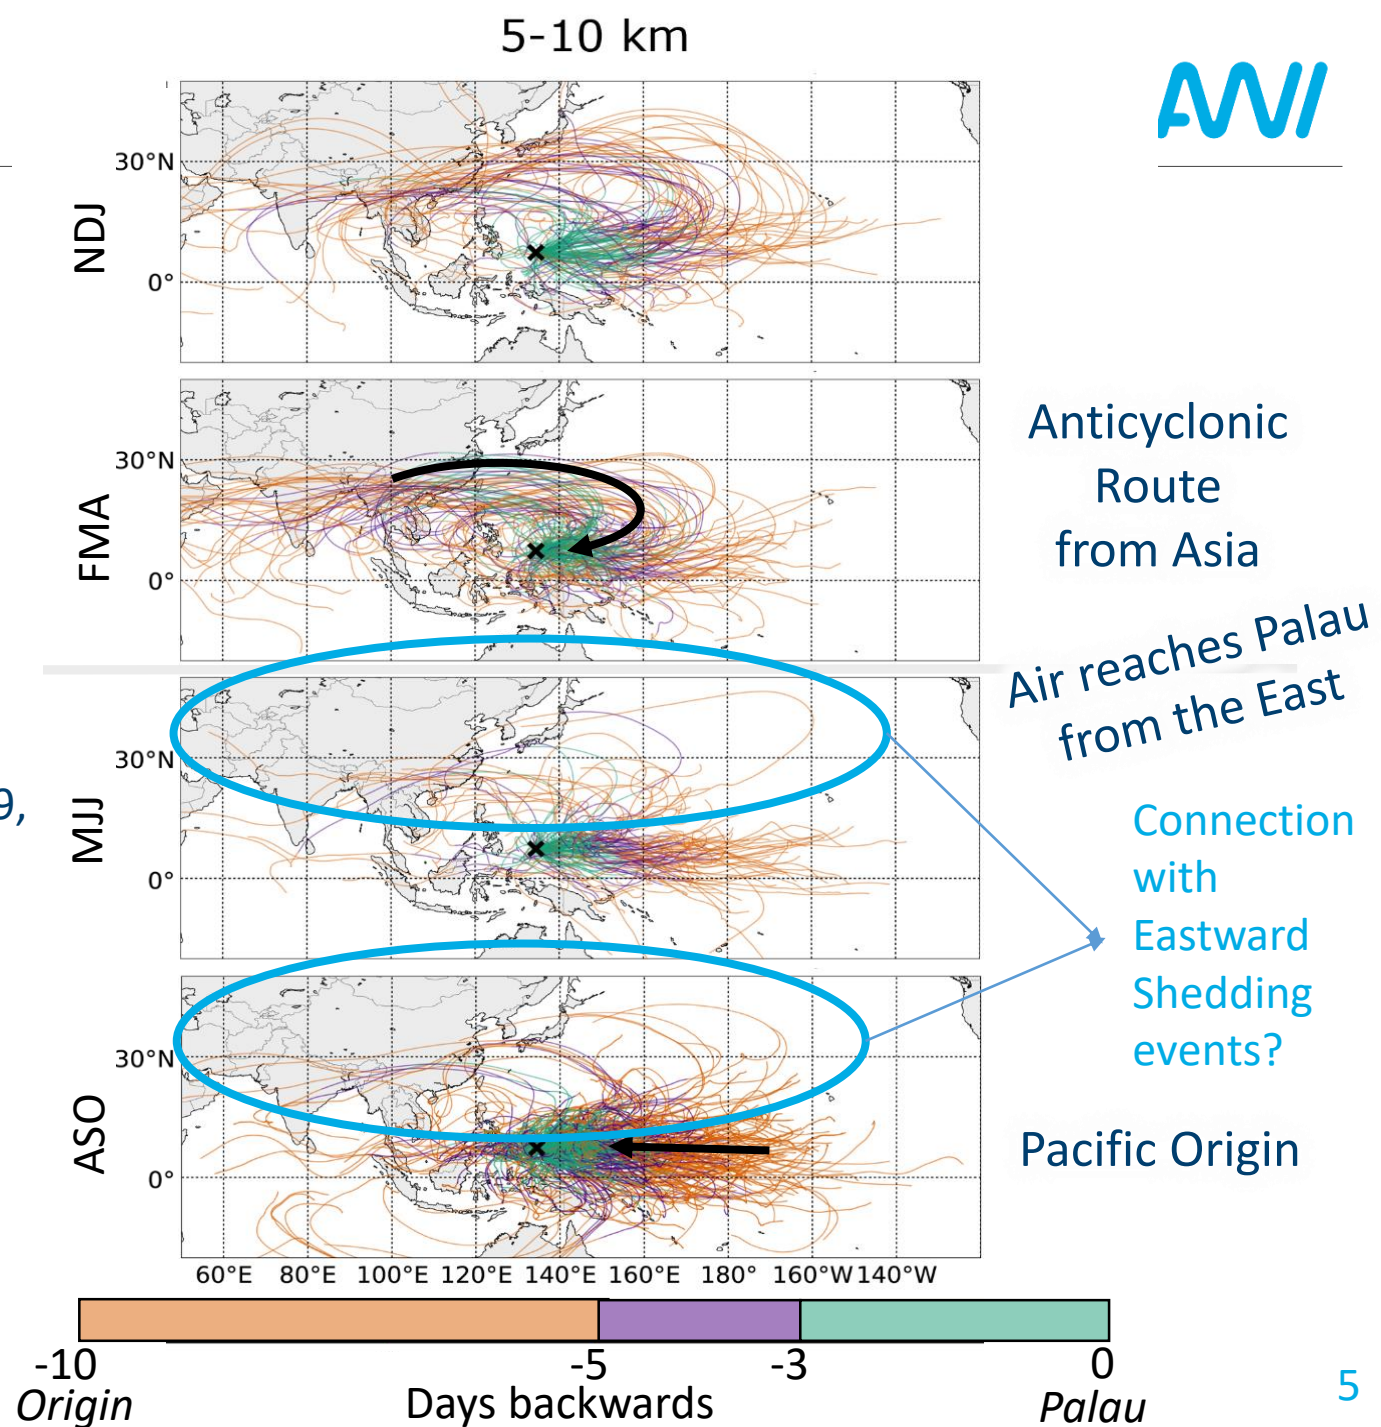 5-10 km
AWI
30°N
0°
NDJ
30°N
0°
FMA
Anticyclonic
Route
from Asia
Air reaches Palau
from the East
30°N
0°
MJJ
9,
Connection
with
Eastward
Shedding
events?
30°N
0°
ASO
Pacific Origin
60°E 80°E 100°E 120°E 140°E 160°E 180° 160°W 140°W
-10 -5 -3 0
Origin Days backwards Palau
5